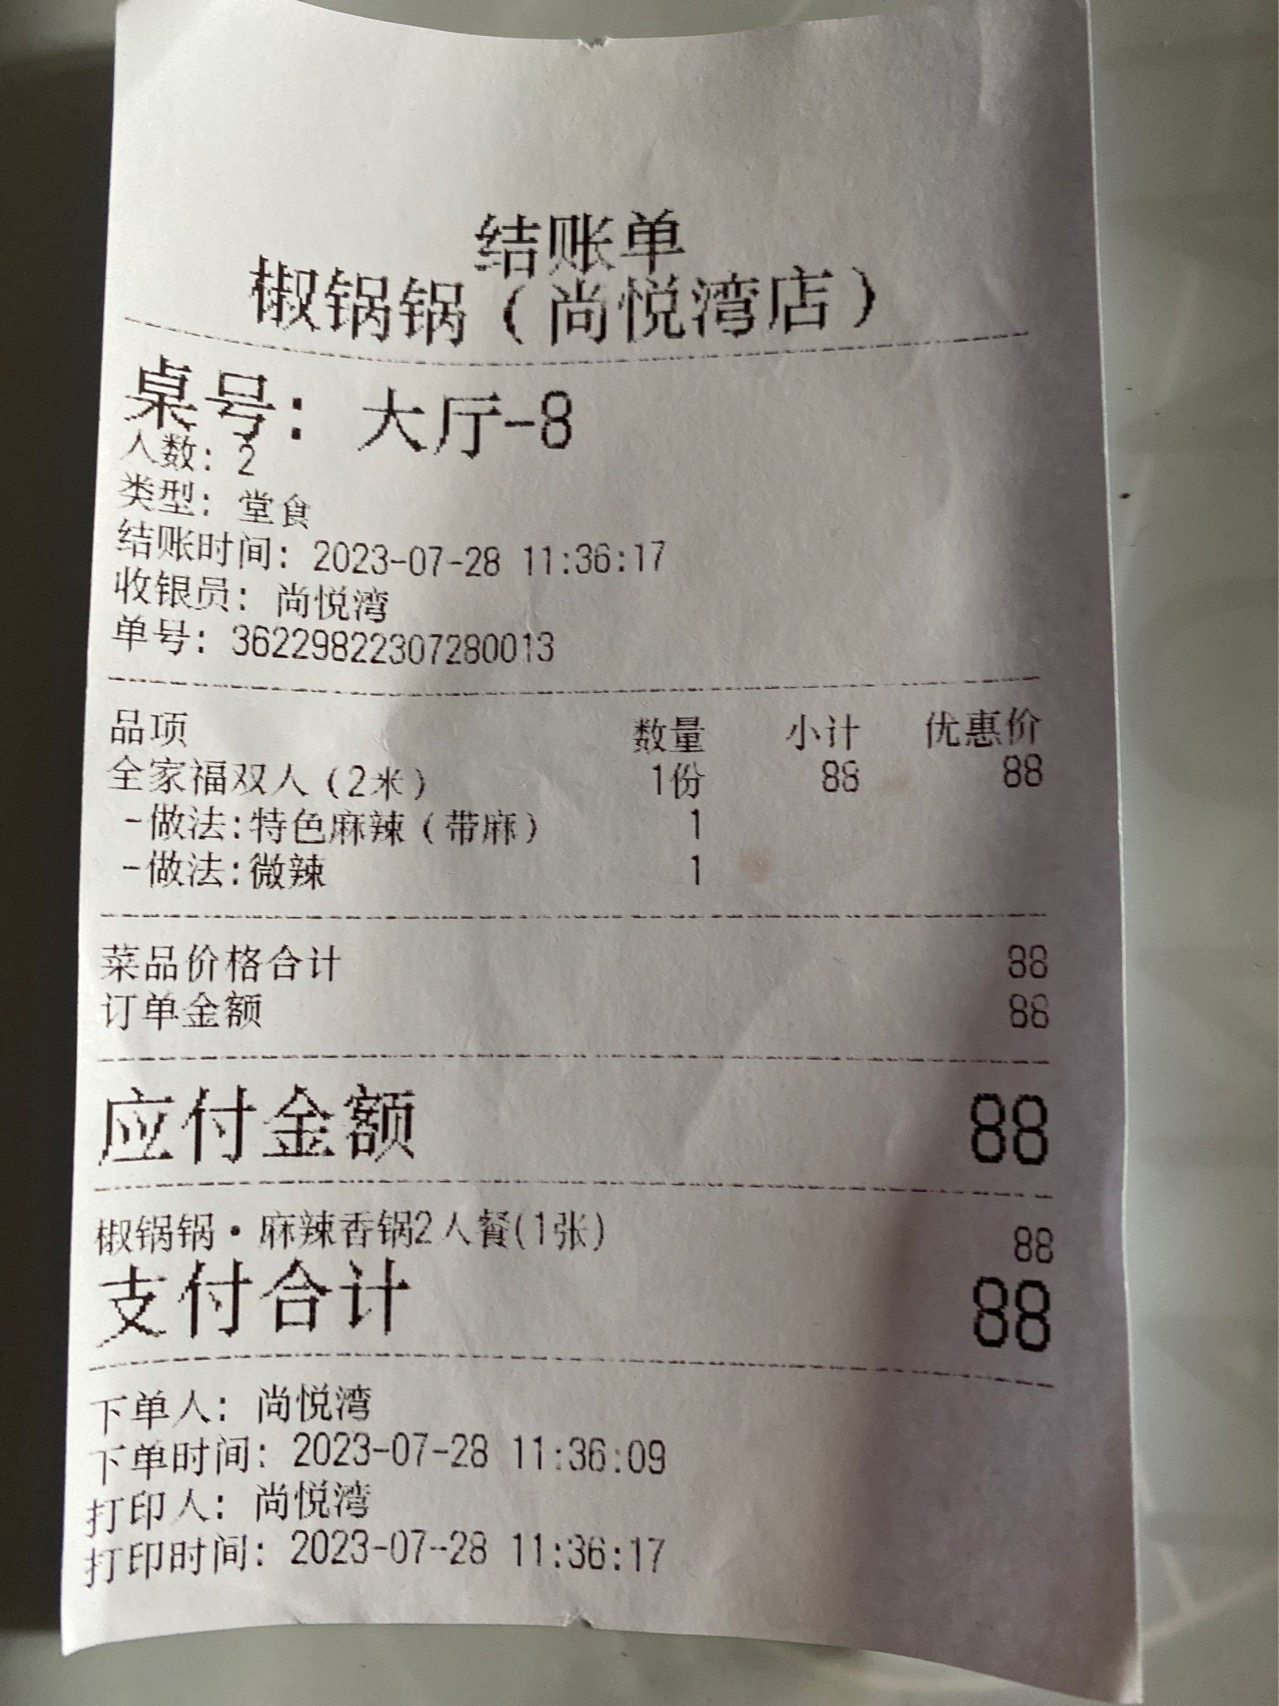 结账单
椒锅锅（尚悦湾店）
桌号：大厅-8
人数：2
类型：堂食
结账时间：2023-07-28 11:36:17
收银员：尚悦湾
单号：36229822307280013
品项 数量 小计 优惠价
全家福双人（2米） 1份 88 88
-做法:特色麻辣（带麻） 1
-做法:微辣 1
菜品价格合计 88
订单金额 88
应付金额 88
椒锅锅·麻辣香锅2人餐(1张) 88
支付合计 88
下单人：尚悦湾
下单时间：2023-07-28 11:36:09
打印人：尚悦湾
打印时间：2023-07-28 11:36:17